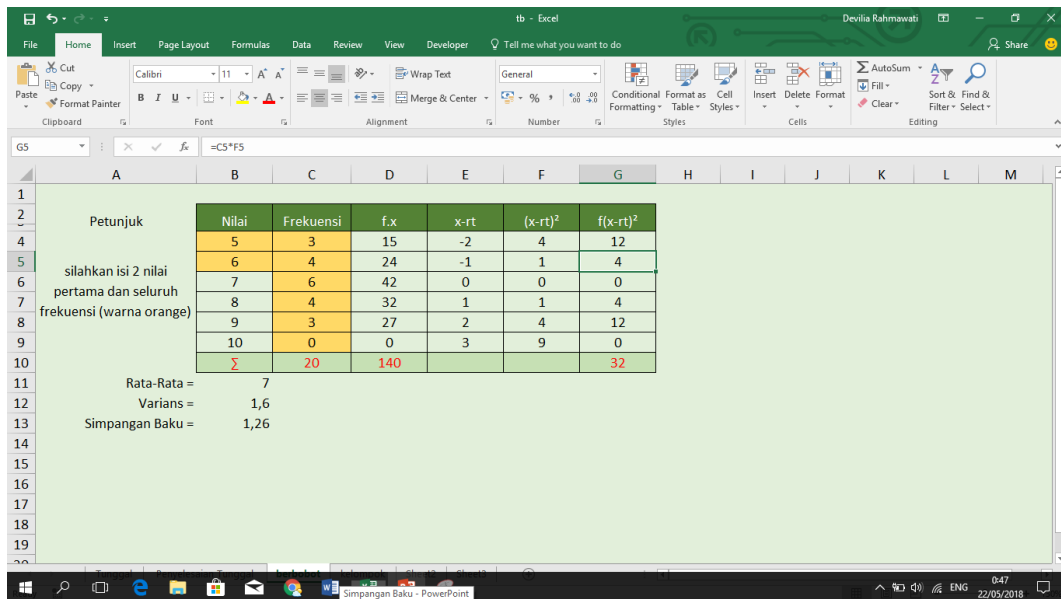 tb - Excel
Devilia Rahmawati
File Home Insert Page Layout Formulas Data Review View Developer Tell me what you want to do
Share
Cut
Copy
Format Painter
Paste
Calibri 11
Wrap Text
General
Merge & Center
B I U
Conditional Formatting
Format as Table
Cell Styles
Insert Delete Format
AutoSum
Fill
Clear
Sort & Filter
Find & Select
Clipboard Font Alignment Number Styles Cells Editing
G5 fx =C5*F5
A B C D E F G H I J K L M
1
2 Petunjuk Nilai Frekuensi f.x x-rt (x-rt)² f(x-rt)²
4 5 3 15 -2 4 12
5 silahkan isi 2 nilai 6 4 24 -1 1 4
6 pertama dan seluruh 7 6 42 0 0 0
7 frekuensi (warna orange) 8 4 32 1 1 4
8 9 3 27 2 4 12
9 10 0 0 3 9 0
10 Σ 20 140 32
11 Rata-Rata = 7
12 Varians = 1,6
13 Simpangan Baku = 1,26
14
15
16
17
18
19
Tunggal Penyelesaian Tunggal berbobot kelompok Sheet2 Sheet3
Simpangan Baku - PowerPoint
ENG
0:47
22/05/2018